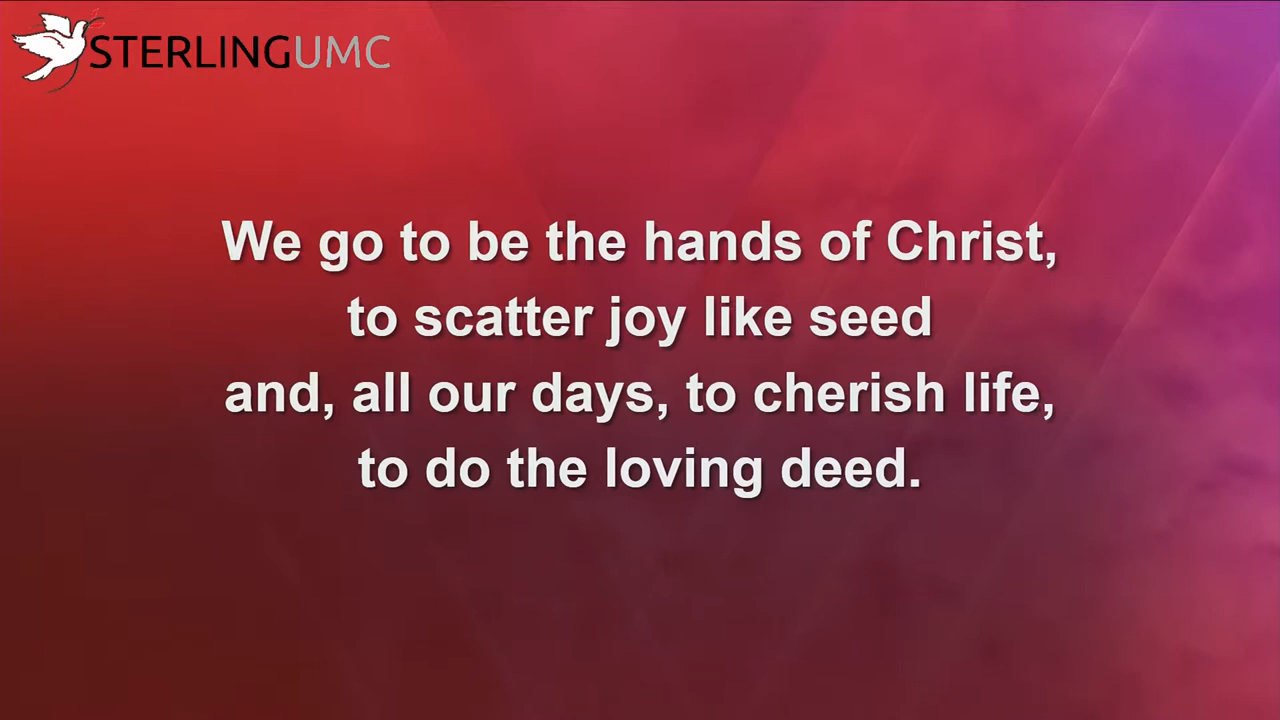 STERLINGUMC
We go to be the hands of Christ,
to scatter joy like seed
and, all our days, to cherish life,
to do the loving deed.